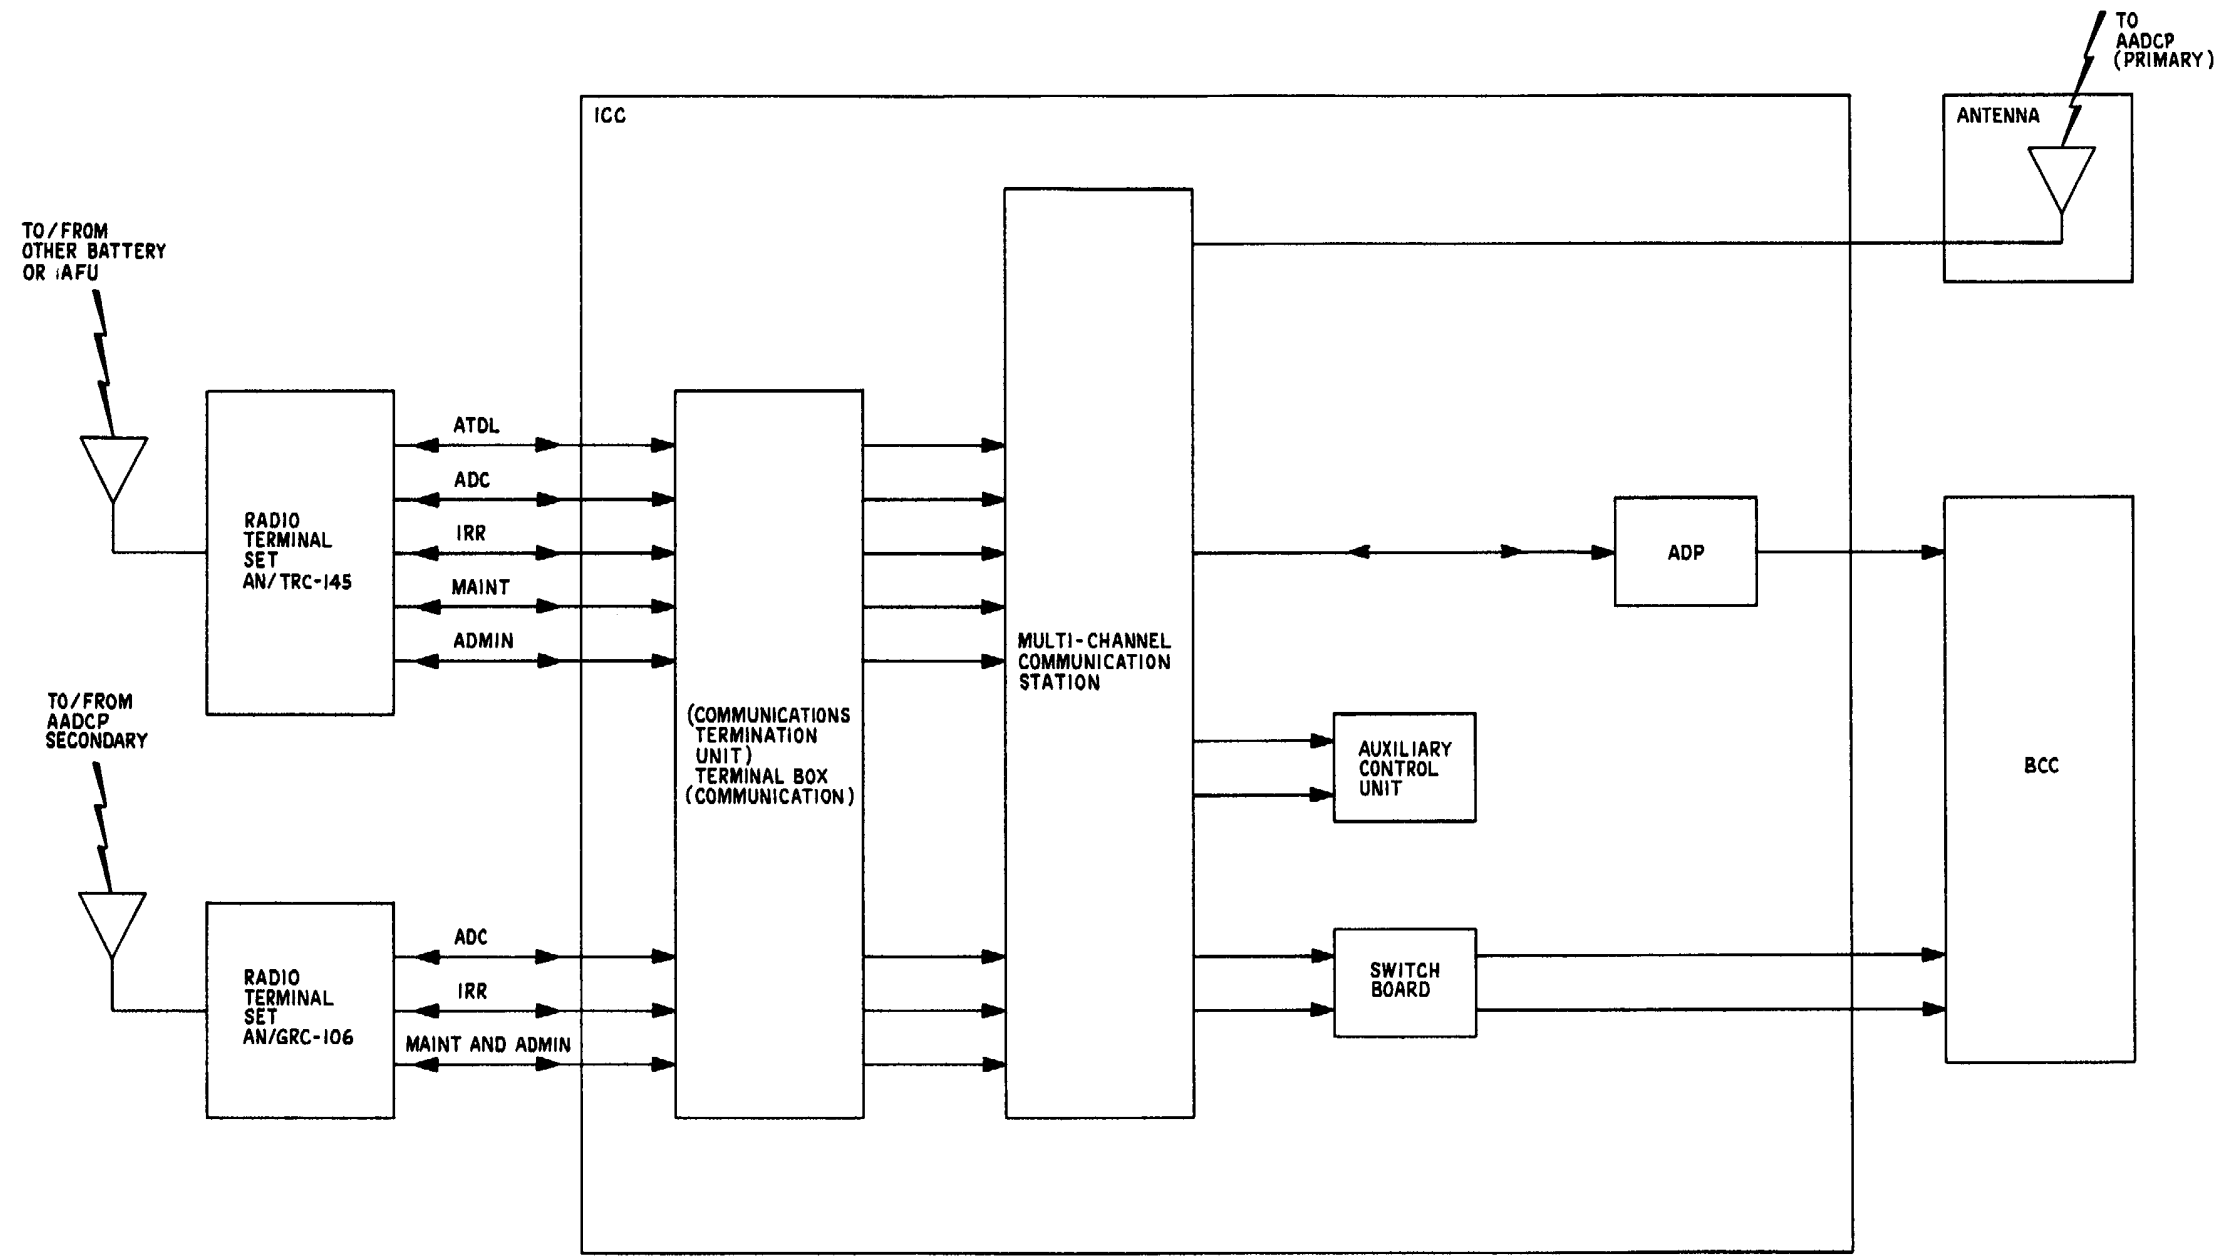 TO
AADCP
(PRIMARY)
ICC
ANTENNA
TO/FROM
OTHER BATTERY
OR IAFU
ATDL
ADC
IRR
MAINT
ADMIN
RADIO
TERMINAL
SET
AN/TRC-145
ADP
MULTI-CHANNEL
COMMUNICATION
STATION
TO/FROM
AADCP
SECONDARY
(COMMUNICATIONS
TERMINATION
UNIT)
TERMINAL BOX
(COMMUNICATION)
AUXILIARY
CONTROL
UNIT
BCC
ADC
IRR
MAINT AND ADMIN
RADIO
TERMINAL
SET
AN/GRC-106
SWITCH
BOARD